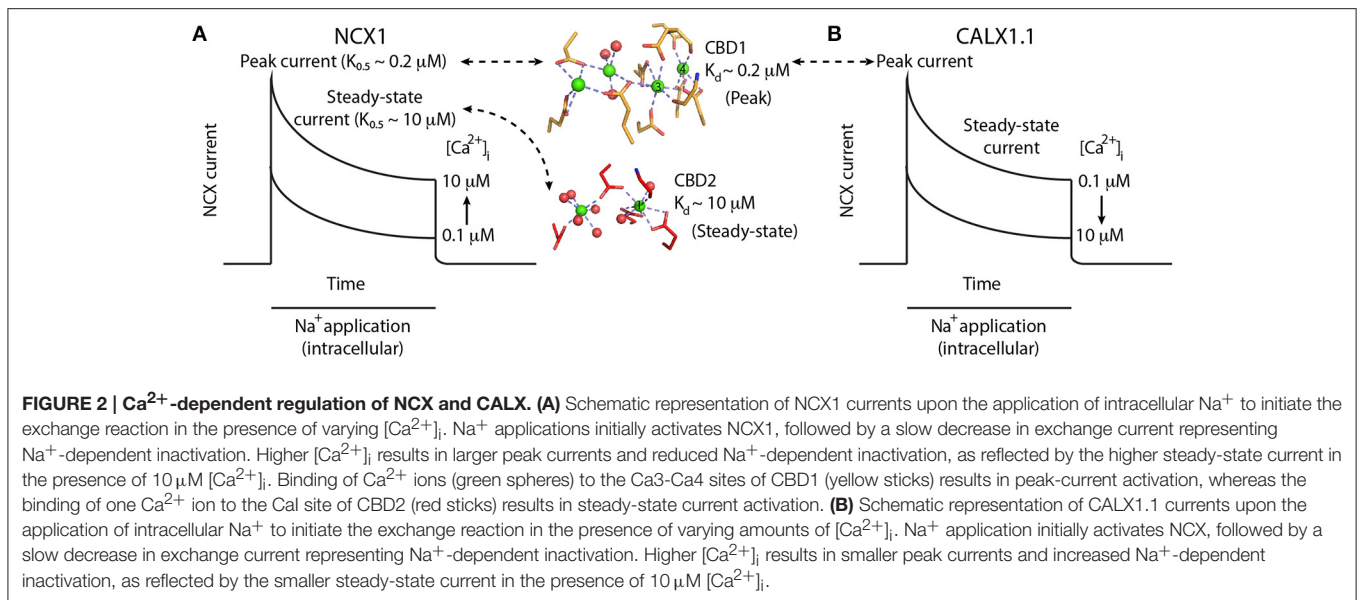 A
NCX1
Peak current (K0.5 ~ 0.2 µM)
Steady-state
current (K0.5 ~ 10 µM)
[Ca2+]i
10 µM
0.1 µM
NCX current
Time
Na+ application
(intracellular)
CBD1
Kd ~ 0.2 µM
(Peak)
3
4
CBD2
Kd ~ 10 µM
(Steady-state)
B
CALX1.1
Peak current
Steady-state
current
[Ca2+]i
0.1 µM
10 µM
NCX current
Time
Na+ application
(intracellular)
FIGURE 2 | Ca2+-dependent regulation of NCX and CALX. (A) Schematic representation of NCX1 currents upon the application of intracellular Na+ to initiate the
exchange reaction in the presence of varying [Ca2+]i. Na+ applications initially activates NCX1, followed by a slow decrease in exchange current representing
Na+-dependent inactivation. Higher [Ca2+]i results in larger peak currents and reduced Na+-dependent inactivation, as reflected by the higher steady-state current in
the presence of 10 µM [Ca2+]i. Binding of Ca2+ ions (green spheres) to the Ca3-Ca4 sites of CBD1 (yellow sticks) results in peak-current activation, whereas the
binding of one Ca2+ ion to the CaI site of CBD2 (red sticks) results in steady-state current activation. (B) Schematic representation of CALX1.1 currents upon the
application of intracellular Na+ to initiate the exchange reaction in the presence of varying amounts of [Ca2+]i. Na+ application initially activates NCX, followed by a
slow decrease in exchange current representing Na+-dependent inactivation. Higher [Ca2+]i results in smaller peak currents and increased Na+-dependent
inactivation, as reflected by the smaller steady-state current in the presence of 10 µM [Ca2+]i.